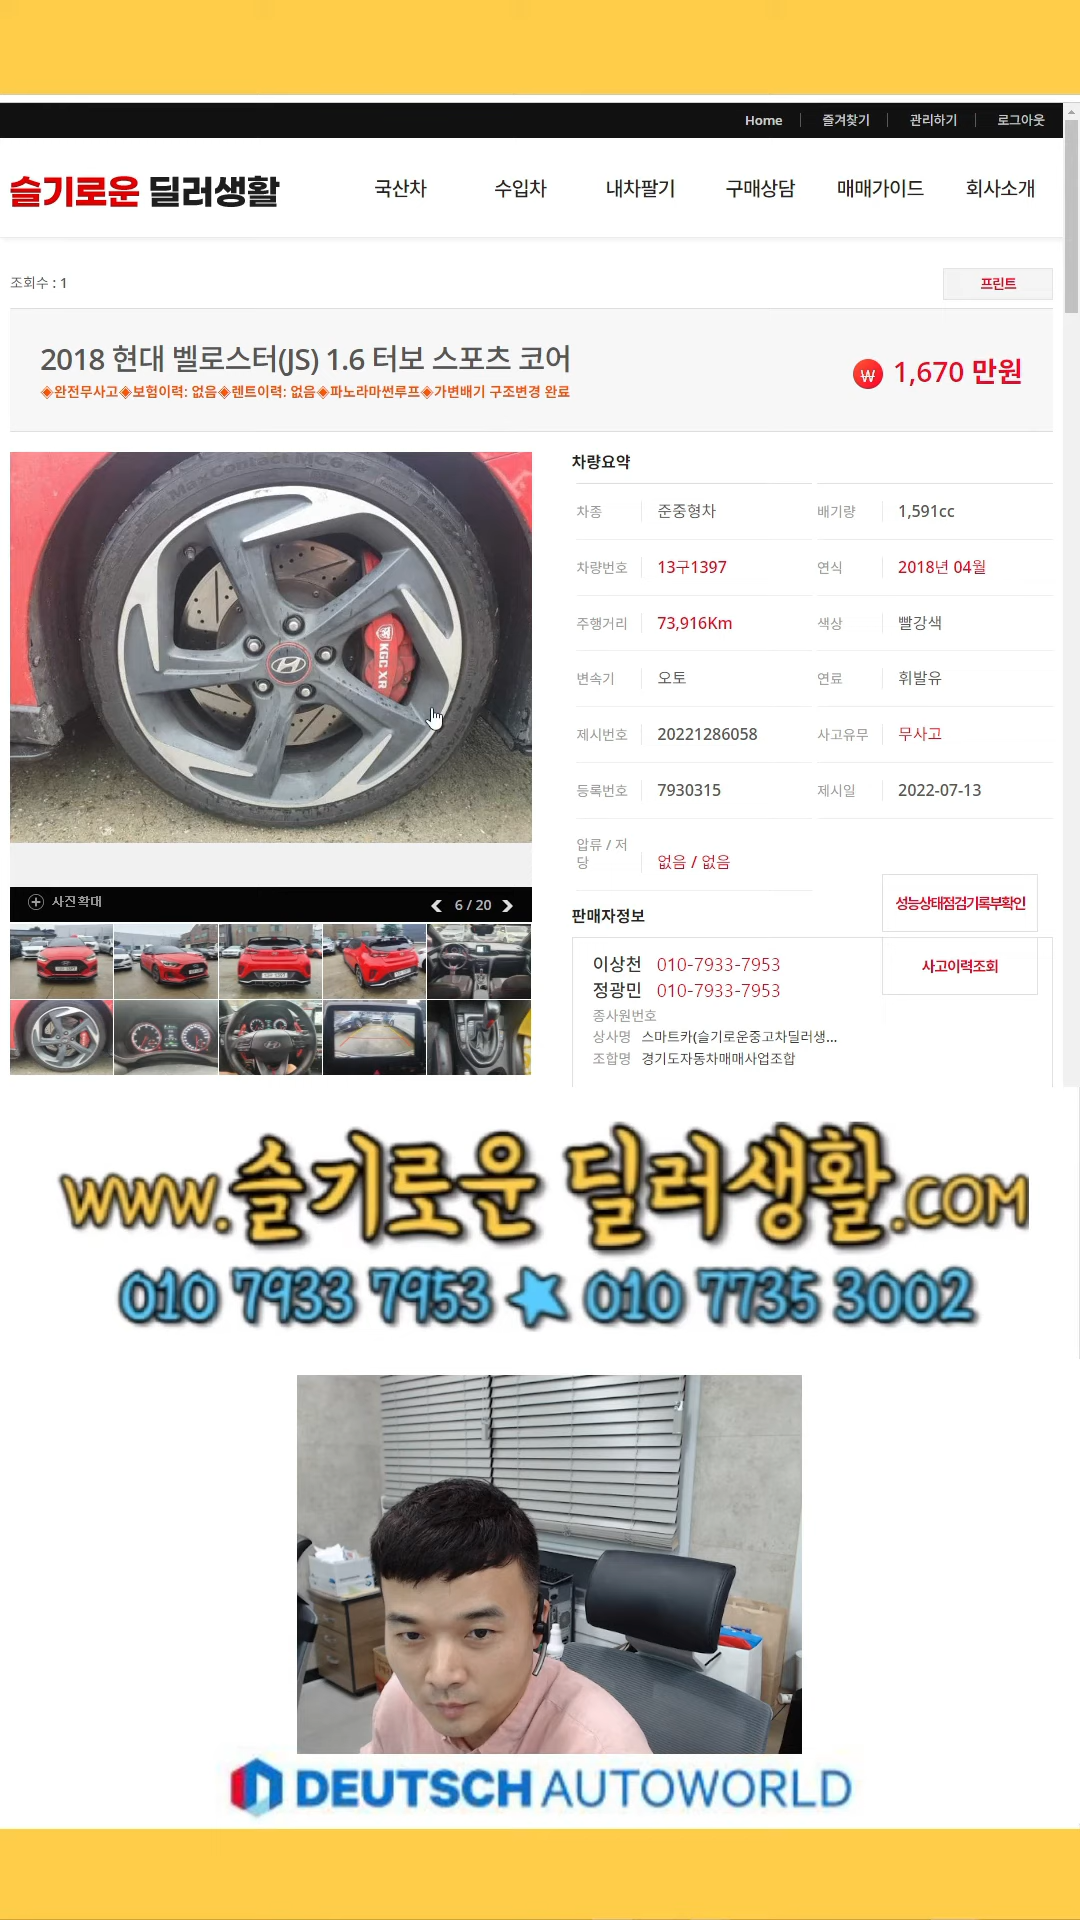 Home 즐겨찾기 관리하기 로그아웃
슬기로운 딜러생활 국산차 수입차 내차팔기 구매상담 매매가이드 회사소개
조회수 : 1 프린트
2018 현대 벨로스터(JS) 1.6 터보 스포츠 코어
₩ 1,670 만원
◈완전무사고◈보험이력: 없음◈렌트이력: 없음◈파노라마썬루프◈가변배기 구조변경 완료
MaxContact MC6
KGC XR
사진확대 6 / 20
차량요약
차종 준중형차 배기량 1,591cc
차량번호 13구1397 연식 2018년 04월
주행거리 73,916Km 색상 빨강색
변속기 오토 연료 휘발유
제시번호 20221286058 사고유무 무사고
등록번호 7930315 제시일 2022-07-13
압류 / 저당 없음 / 없음
성능상태점검기록부확인
사고이력조회
판매자정보
이상천 010-7933-7953
정광민 010-7933-7953
종사원번호
상사명 스마트카(슬기로운중고차딜러생...
조합명 경기도자동차매매사업조합
www.슬기로운 딜러생활.com
010 7933 7953 ★ 010 7735 3002
DEUTSCH AUTOWORLD